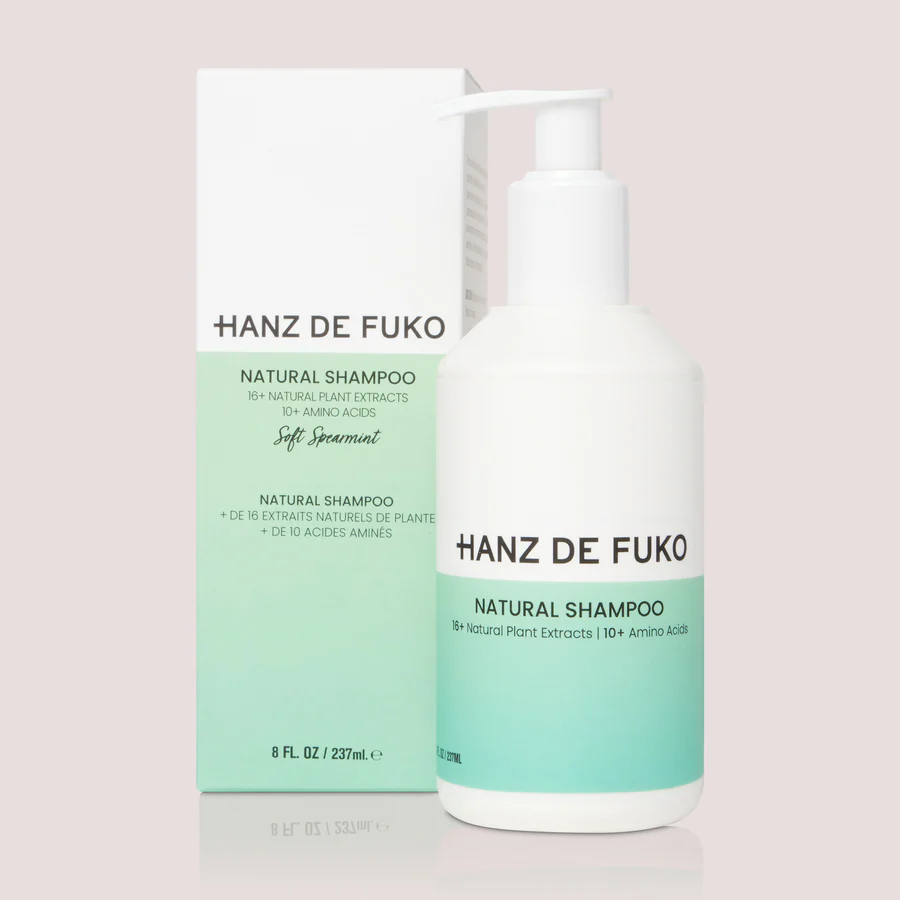 HANZ DE FUKO
NATURAL SHAMPOO
16+ NATURAL PLANT EXTRACTS
10+ AMINO ACIDS
Soft Spearmint
NATURAL SHAMPOO
+ DE 16 EXTRAITS NATURELS DE PLANTE
+ DE 10 ACIDES AMINÉS
8 FL. OZ / 237ml. ℮
HANZ DE FUKO
NATURAL SHAMPOO
16+ Natural Plant Extracts | 10+ Amino Acids
/ 237ML